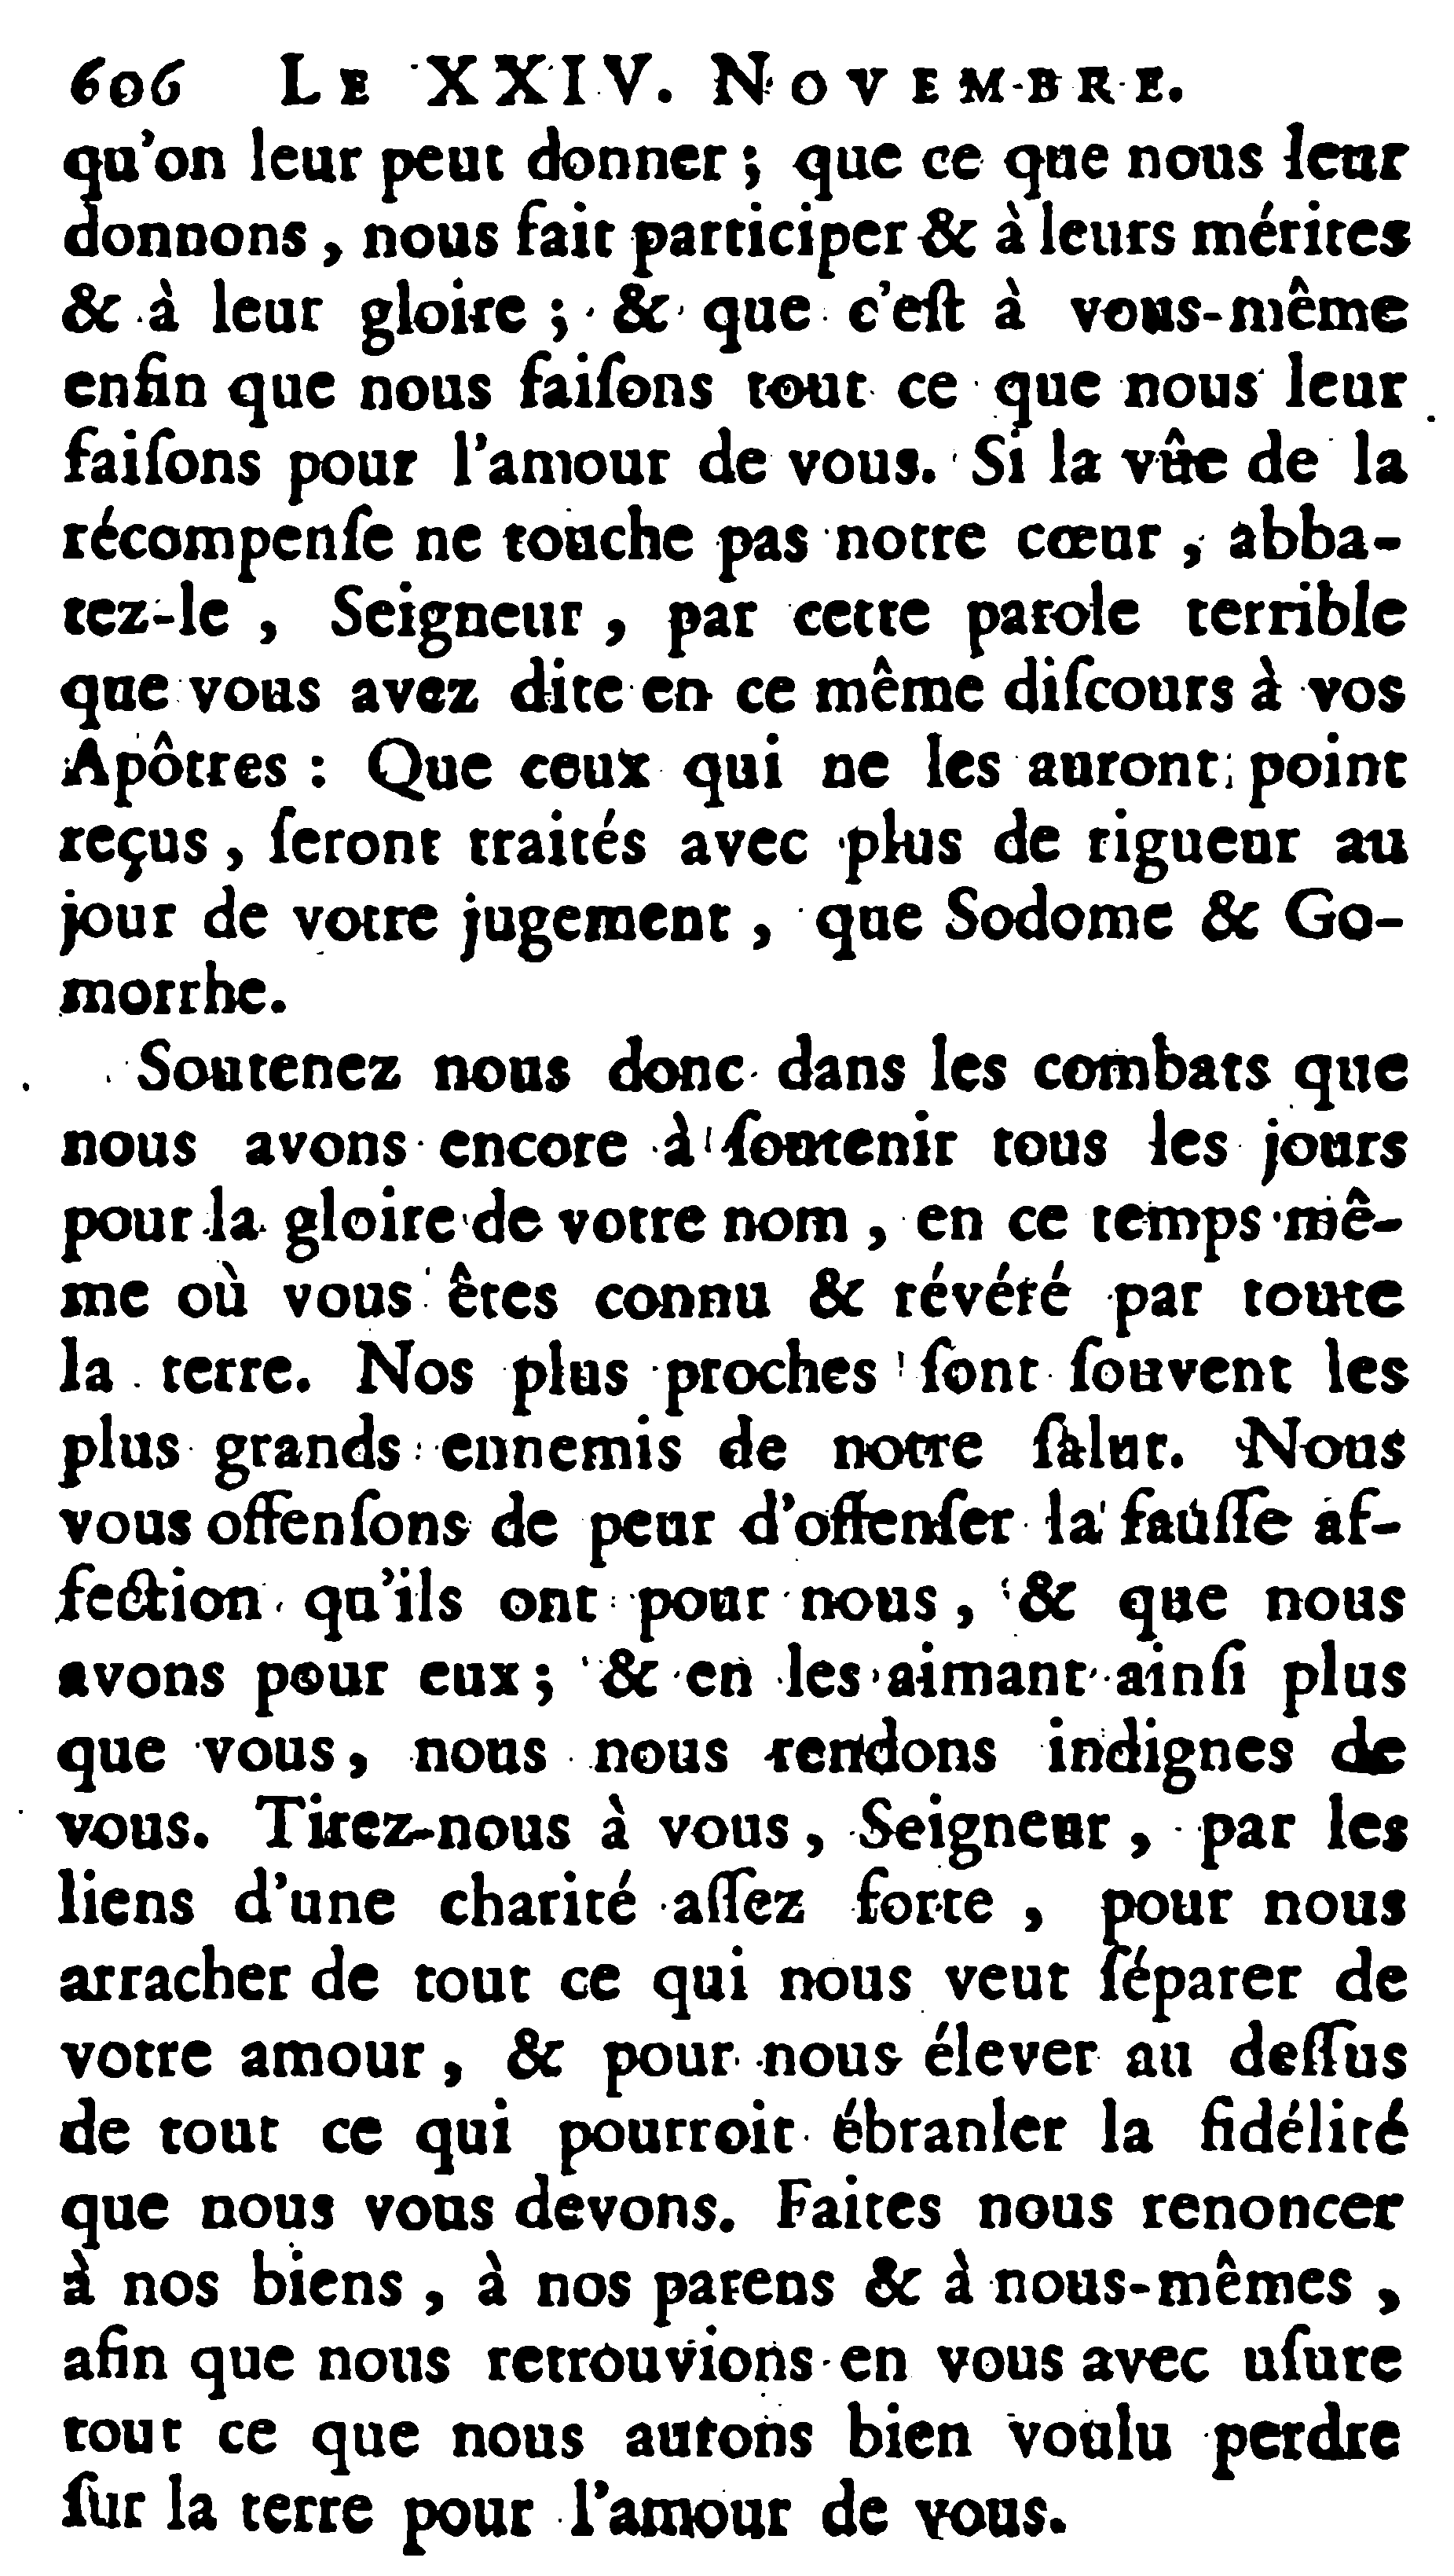 606 LE XXIV. NOVEMBRE.
qu'on leur peut donner ; que ce que nous leur
donnons , nous fait participer & à leurs mérites
& à leur gloire ; & que c'eſt à vous-même
enfin que nous faiſons tout ce que nous leur
faiſons pour l'amour de vous. Si la vûe de la
récompenſe ne touche pas notre cœur , abba-
tez-le , Seigneur , par cette parole terrible
que vous avez dite en ce même diſcours à vos
Apôtres : Que ceux qui ne les auront point
reçus , ſeront traités avec plus de rigueur au
jour de votre jugement , que Sodome & Go-
morrhe.
Soutenez nous donc dans les combats que
nous avons encore à ſoutenir tous les jours
pour la gloire de votre nom , en ce temps mê-
me où vous êtes connu & révéré par toute
la terre. Nos plus proches ſont ſouvent les
plus grands ennemis de notre ſalut. Nous
vous offenſons de peur d'offenſer la fauſſe af-
fection qu'ils ont pour nous , & que nous
avons pour eux ; & en les aimant ainſi plus
que vous , nous nous rendons indignes de
vous. Tirez-nous à vous , Seigneur , par les
liens d'une charité aſſez forte , pour nous
arracher de tout ce qui nous veut ſéparer de
votre amour , & pour nous élever au deſſus
de tout ce qui pourroit ébranler la fidélité
que nous vous devons. Faites nous renoncer
à nos biens , à nos parens & à nous-mêmes ,
afin que nous retrouvions en vous avec uſure
tout ce que nous aurons bien voulu perdre
ſur la terre pour l'amour de vous.